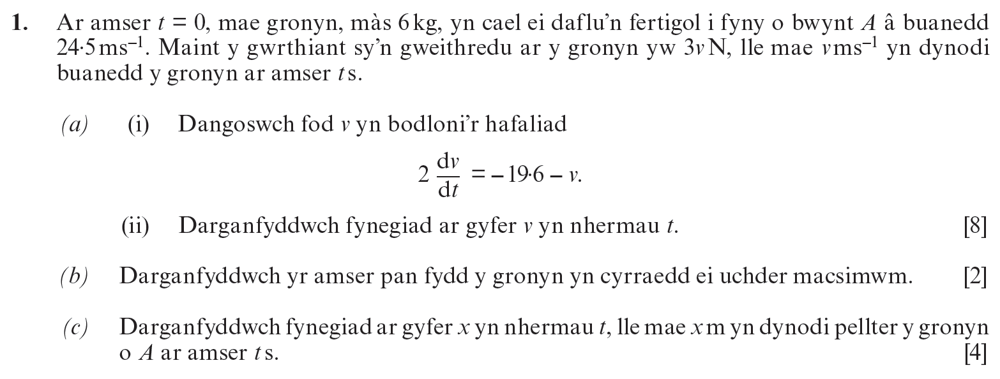 1. Ar amser t = 0, mae gronyn, màs 6 kg, yn cael ei daflu'n fertigol i fyny o bwynt A â buanedd
24·5 ms⁻¹. Maint y gwrthiant sy'n gweithredu ar y gronyn yw 3v N, lle mae v ms⁻¹ yn dynodi
buanedd y gronyn ar amser t s.
(a) (i) Dangoswch fod v yn bodloni'r hafaliad
2 dv/dt = – 19·6 – v.
(ii) Darganfyddwch fynegiad ar gyfer v yn nhermau t. [8]
(b) Darganfyddwch yr amser pan fydd y gronyn yn cyrraedd ei uchder macsimwm. [2]
(c) Darganfyddwch fynegiad ar gyfer x yn nhermau t, lle mae x m yn dynodi pellter y gronyn
o A ar amser t s. [4]